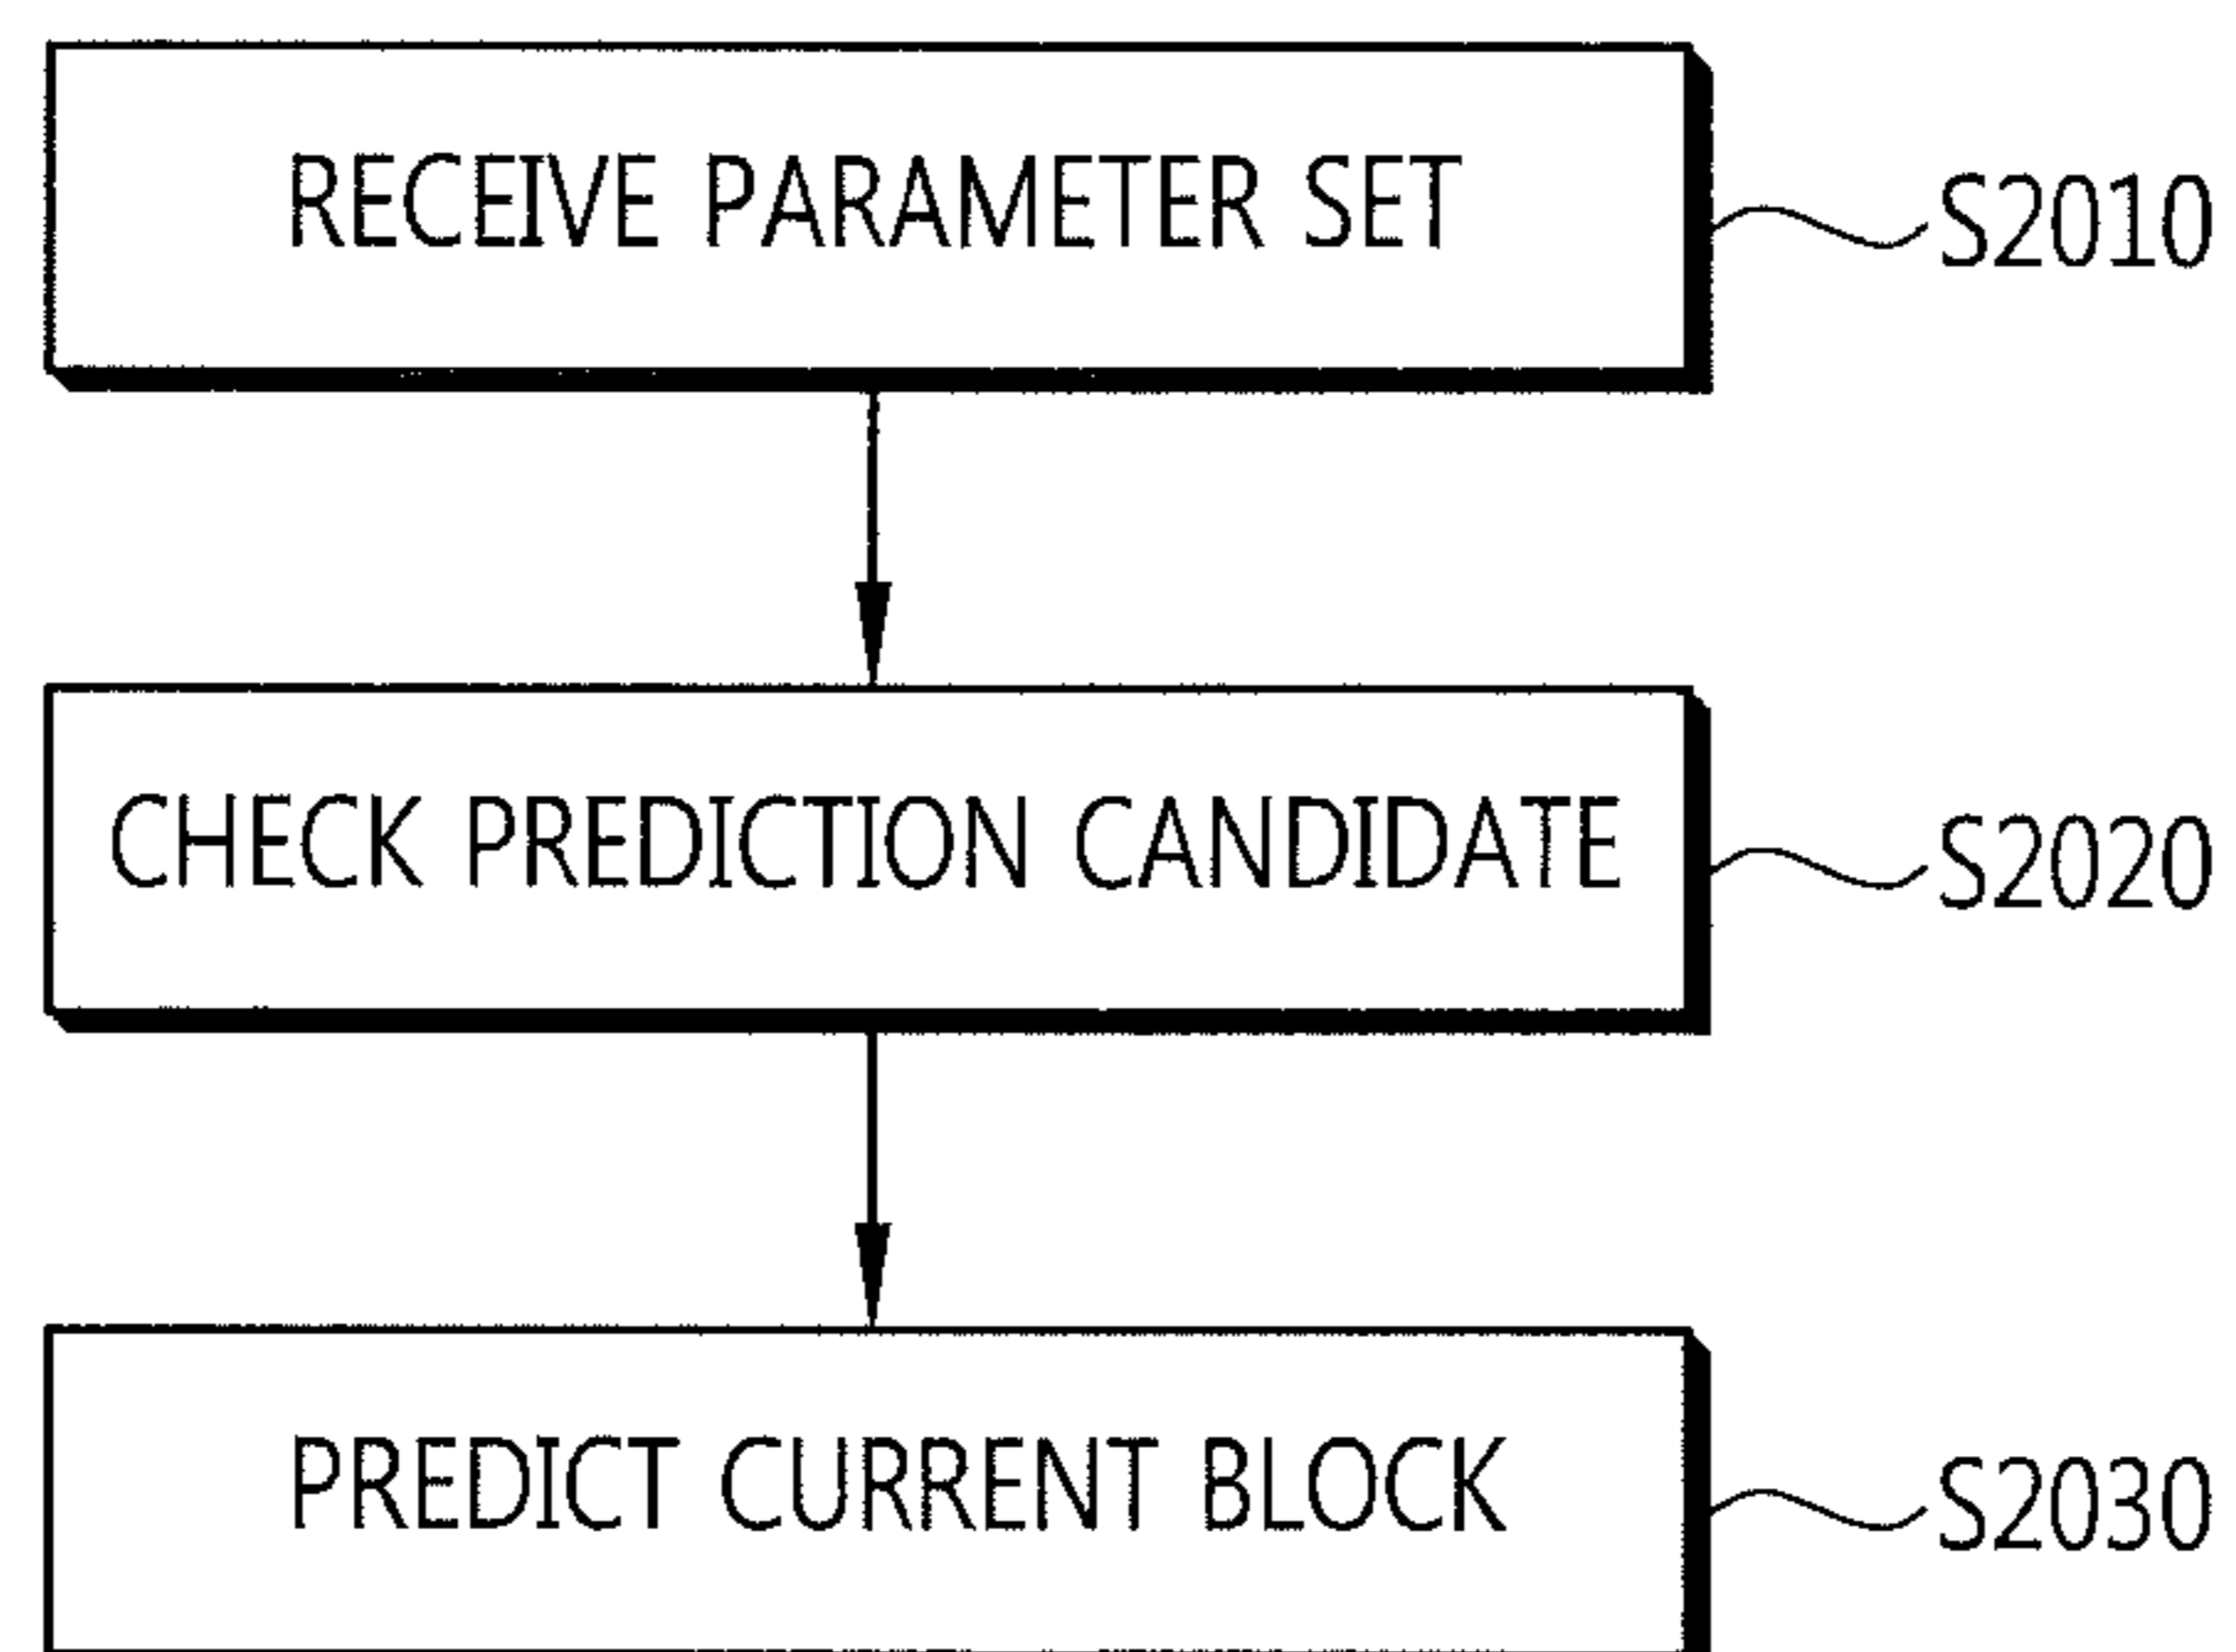 RECEIVE PARAMETER SET
S2010
CHECK PREDICTION CANDIDATE
S2020
PREDICT CURRENT BLOCK
S2030